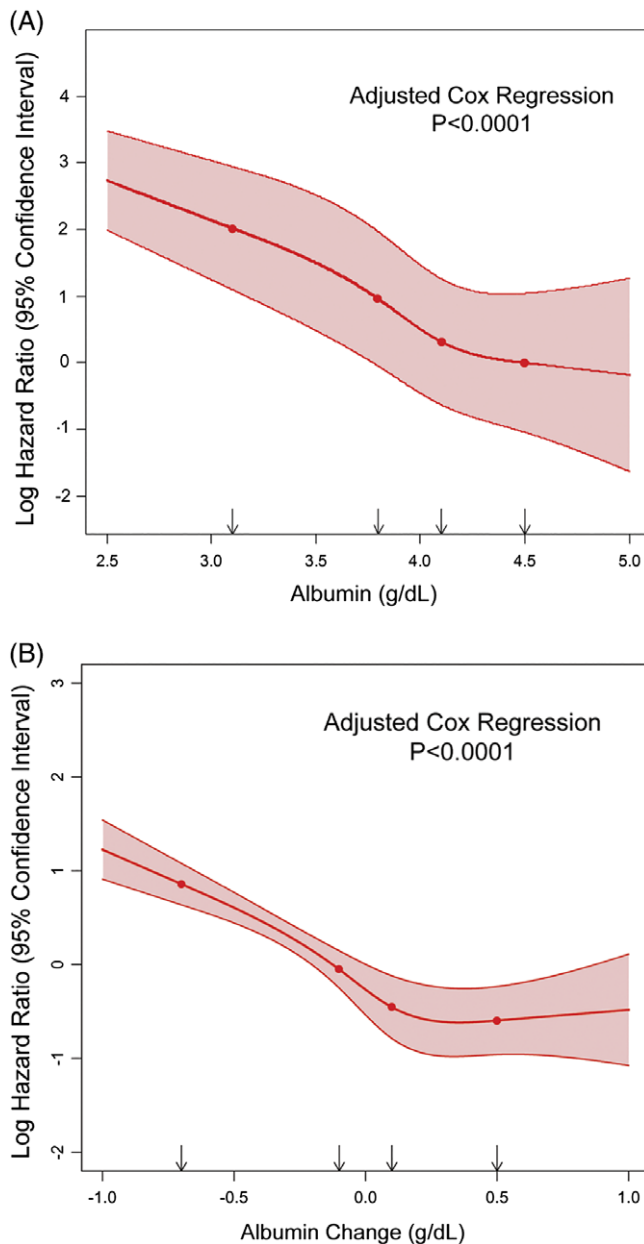 (A)
Adjusted Cox Regression
P<0.0001
Log Hazard Ratio (95% Confidence Interval)
4
3
2
1
0
-1
-2
2.5 3.0 3.5 4.0 4.5 5.0
Albumin (g/dL)
(B)
Adjusted Cox Regression
P<0.0001
Log Hazard Ratio (95% Confidence Interval)
3
2
1
0
-1
-2
-1.0 -0.5 0.0 0.5 1.0
Albumin Change (g/dL)